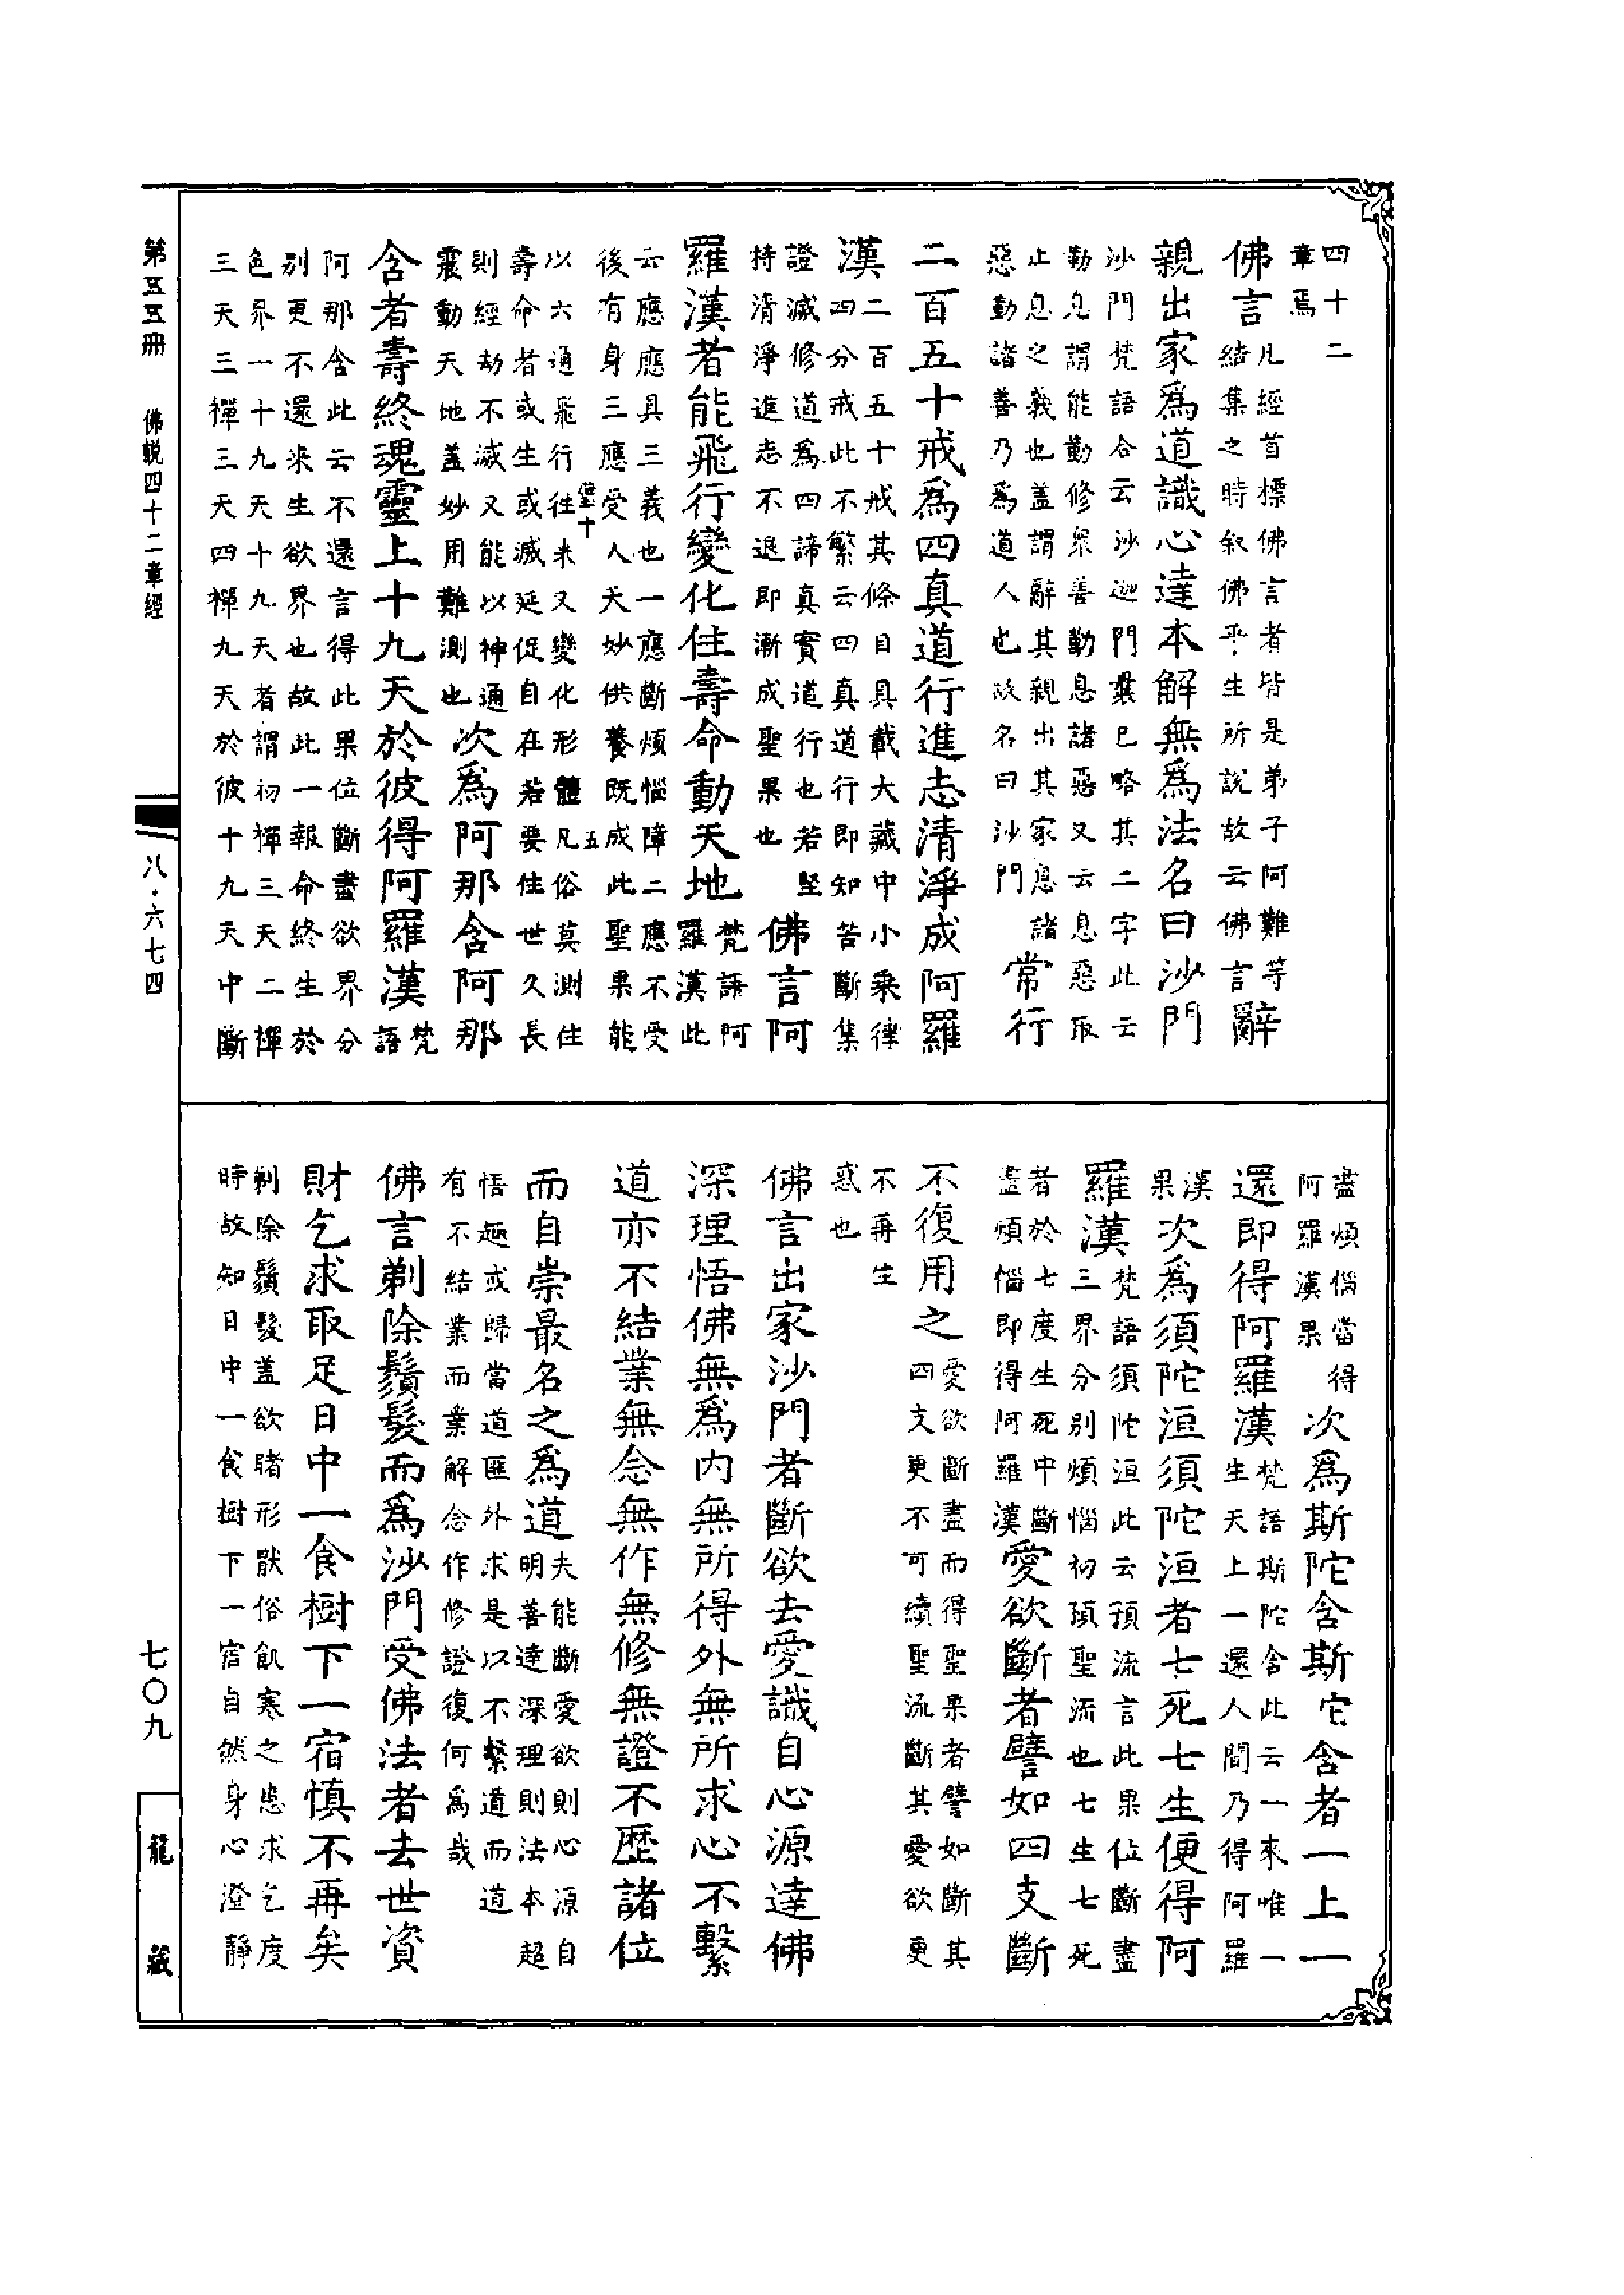 四十二
章焉
佛言
凡經首標佛言者皆是弟子阿難等
結集之時叙佛乎生所説故云佛言
辭
親出家為道識心達本解無為法名曰沙門
沙門梵語合云沙迦門曩已略其二字此云
勤息謂能勤修衆善勤息諸惡又云息惡取
止息之義也盖謂辭其親出其家息諸
惡動諸善乃為道人也故名曰沙門
常行
二百五十戒為四真道行進志清淨成阿羅
漢
二百五十戒其條目具載大藏中小乘律
四分戒此不繁云四真道行即知苦斷集
證滅修道為四諦真實道行也若堅
持清淨進志不退即漸成聖果也
佛言阿
羅漢者能飛行變化住壽命動天地
梵語阿
羅漢此
云應應具三義也一應斷煩惱障二應不受
後有身三應受人天妙供養既成此聖果能
五
以六通飛行往来又變化形體凡俗莫測住
壽命者或生或滅延促自在若要住世久長
則經劫不滅又能以神通
震動天地盖妙用難測也
次為阿那含阿那
含者壽終魂靈上十九天於彼得阿羅漢
梵
語
阿那含此云不還言得此果位斷盡欲界分
别更不還来生欲界也故此一報命終生於
色界一十九天十九天者謂初禪三天二禪
三天三禪三天四禪九天於彼十九天中斷
盡煩惱當得
阿羅漢果
次為斯陀含斯它含者一上一
還即得阿羅漢
梵語斯陀含此云一來唯一
生天上一還人間乃得阿羅
漢
果
次為須陀洹須陀洹者七死七生便得阿
羅漢
梵語須陀洹此云預流言此果位斷盡
三界分别煩惱初預聖流也七生七死
者於七度生死中斷
盡煩惱即得阿羅漢
愛欲斷者譬如四支斷
不復用之
愛欲斷盡而得聖果者譬如斷其
四支更不可續聖流斷其愛欲更
不再生
惑也
佛言出家沙門者斷欲去愛識自心源達佛
深理悟佛無為内無所得外無所求心不繫
道亦不結業無念無作無修無證不歷諸位
而自崇最名之為道
夫能斷愛欲則心源自
明善達深理則法本超
悟趣或歸當道匪外求是以不繫道而道
有不結業而業解念作修證復何為哉
佛言剃除鬚髮而為沙門受佛法者去世資
財乞求取足日中一食樹下一宿慎不再矣
剃除鬚髮盖欲睹形猒俗飢寒之患求乞度
時故知日中一食樹下一宿自然身心澄靜
第五五册　佛說四十二章經
八·六七四
七〇九
龍藏